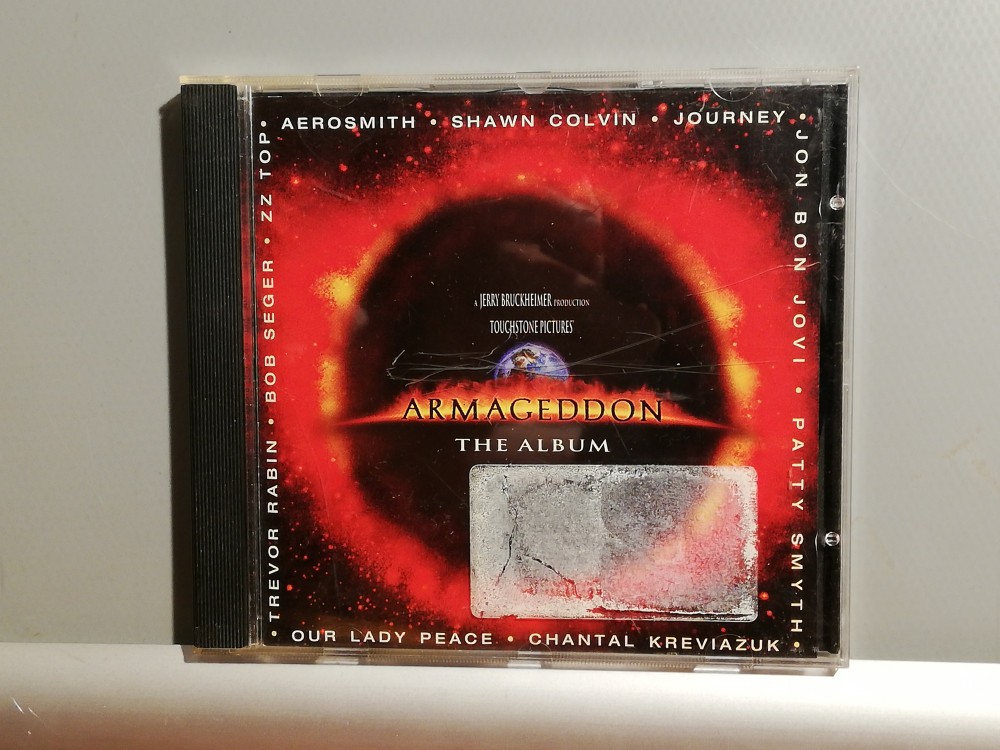 • AEROSMITH • SHAWN COLVIN • JOURNEY •
JON BON JOVI • PATTY SMYTH •
A JERRY BRUCKHEIMER PRODUCTION
TOUCHSTONE PICTURES
ARMAGEDDON
THE ALBUM
• OUR LADY PEACE • CHANTAL KREVIAZUK •
TREVOR RABIN • BOB SEGER • ZZ TOP